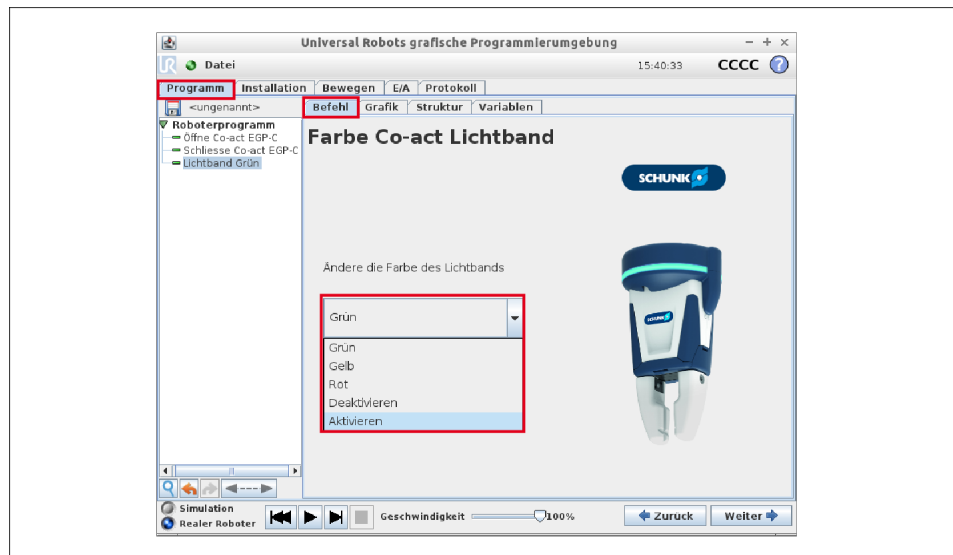 Universal Robots grafische Programmierumgebung
Datei
15:40:33
CCCC
?
Programm
Installation
Bewegen
E/A
Protokoll
<ungenannt>
Befehl
Grafik
Struktur
Variablen
Roboterprogramm
Öffne Co-act EGP-C
Schliesse Co-act EGP-C
Lichtband Grün
Farbe Co-act Lichtband
SCHUNK
Ändere die Farbe des Lichtbands
Grün
Grün
Gelb
Rot
Deaktivieren
Aktivieren
SCHUNK
Simulation
Realer Roboter
Geschwindigkeit
100%
Zurück
Weiter